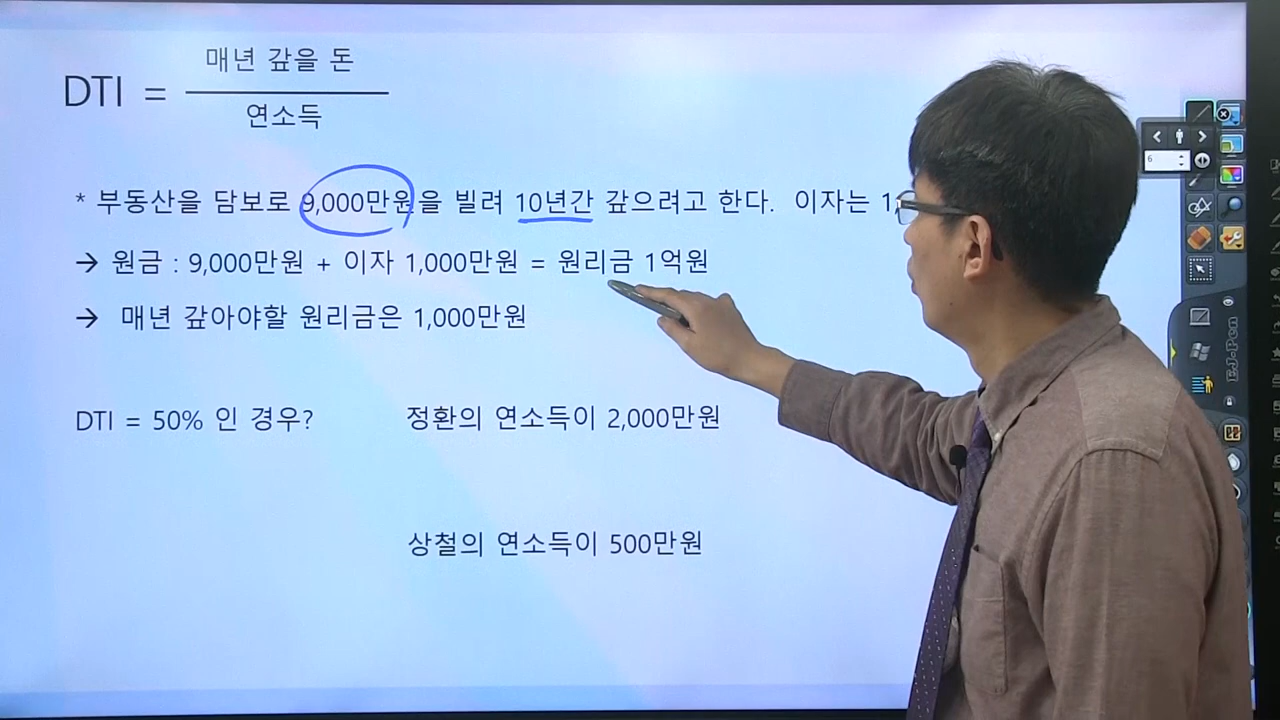 매년 갚을 돈
DTI =
연소득
* 부동산을 담보로 9,000만원을 빌려 10년간 갚으려고 한다. 이자는
→ 원금 : 9,000만원 + 이자 1,000만원 = 원리금 1억원
→ 매년 갚아야할 원리금은 1,000만원
DTI = 50% 인 경우? 정환의 연소득이 2,000만원
상철의 연소득이 500만원
6
EJ-Pen